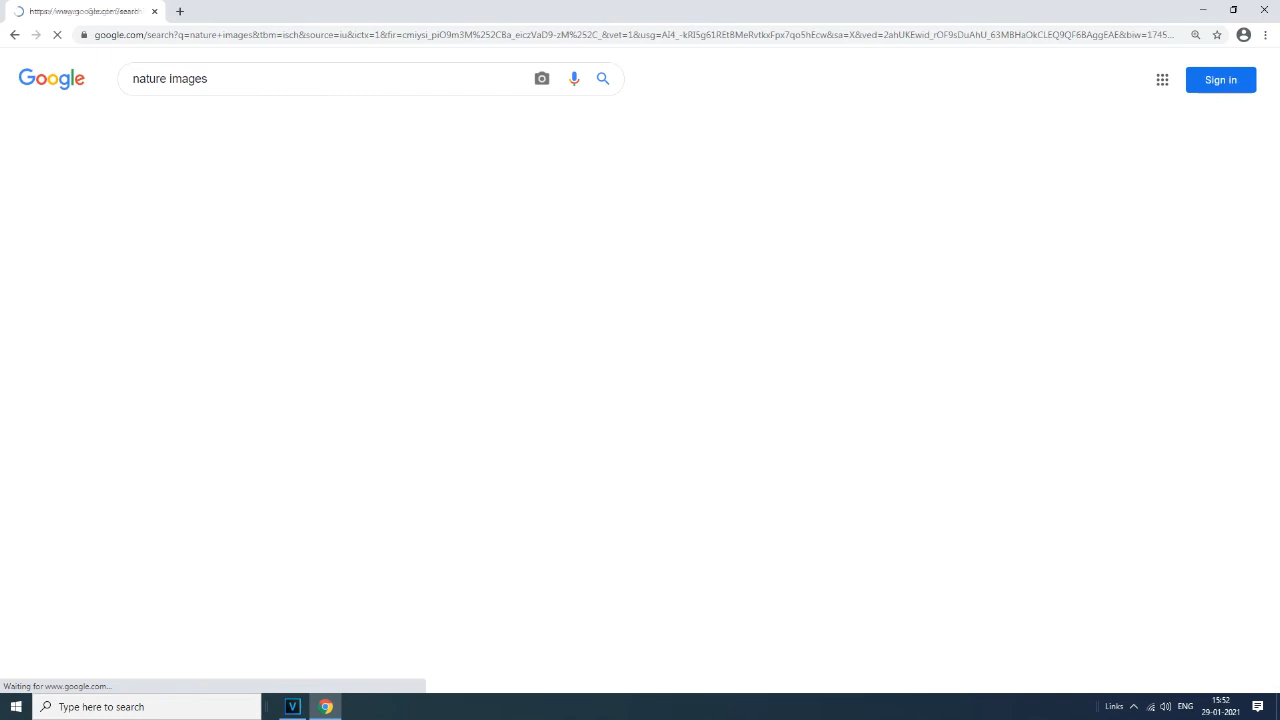 https://www.google.com/search
google.com/search?q=nature+images&tbm=isch&source=iu&ictx=1&fir=cmiysi_piO9m3M%252CBa_eiczVaD9-zM%252C_&vet=1&usg=AI4_-kRI5g61REtBMeRvtkxFpx7qo5hEcw&sa=X&ved=2ahUKEwid_rOF9sDuAhU_63MBHaOkCLEQ9QF6BAggEAE&biw=1745...
Google
nature images
Sign in
Waiting for www.google.com...
Type here to search
V
Links
ENG
15:52
29-01-2021